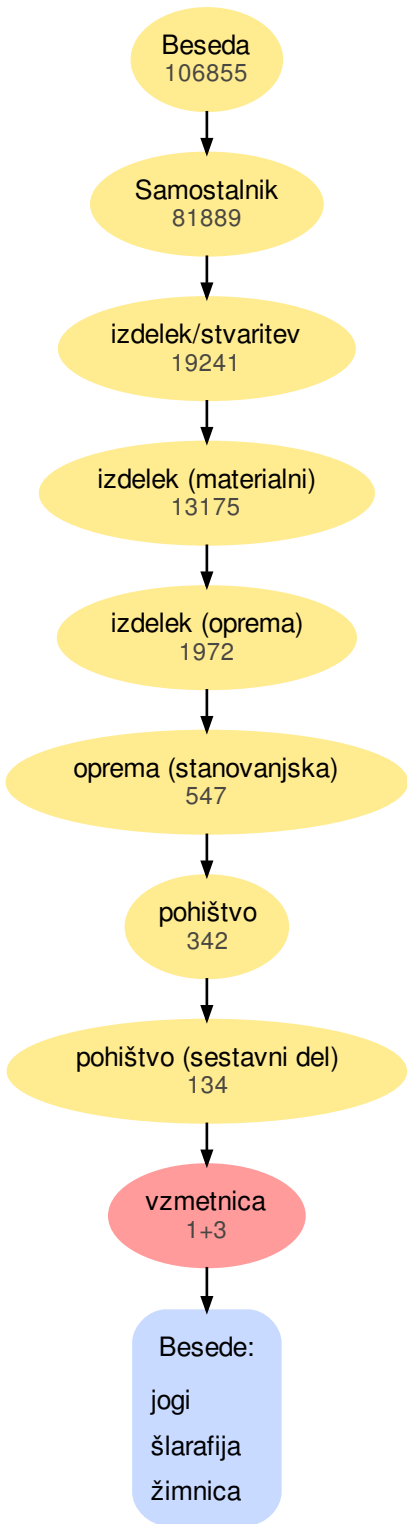 Beseda
106855
Samostalnik
81889
izdelek/stvaritev
19241
izdelek (materialni)
13175
izdelek (oprema)
1972
oprema (stanovanjska)
547
pohištvo
342
pohištvo (sestavni del)
134
vzmetnica
1+3
Besede:
jogi
šlarafija
žimnica